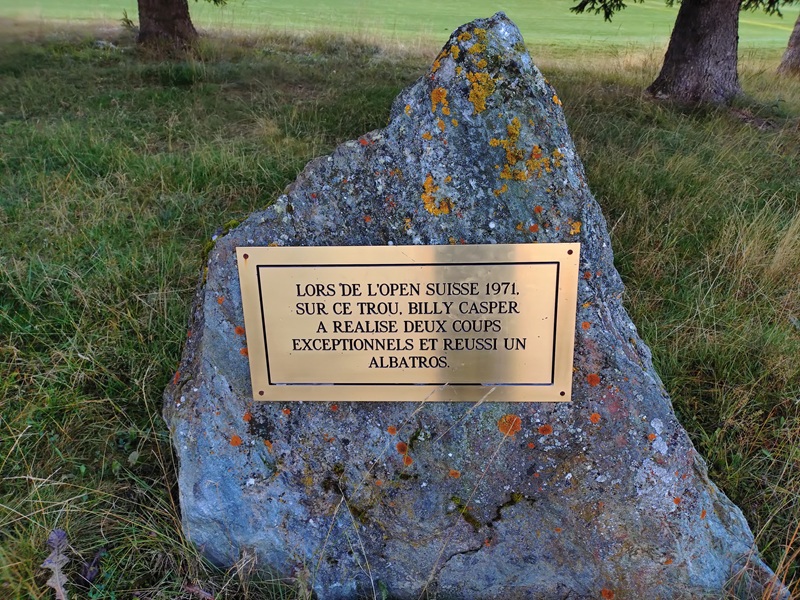 LORS DE L'OPEN SUISSE 1971,
SUR CE TROU, BILLY CASPER
A REALISE DEUX COUPS
EXCEPTIONNELS ET REUSSI UN
ALBATROS.